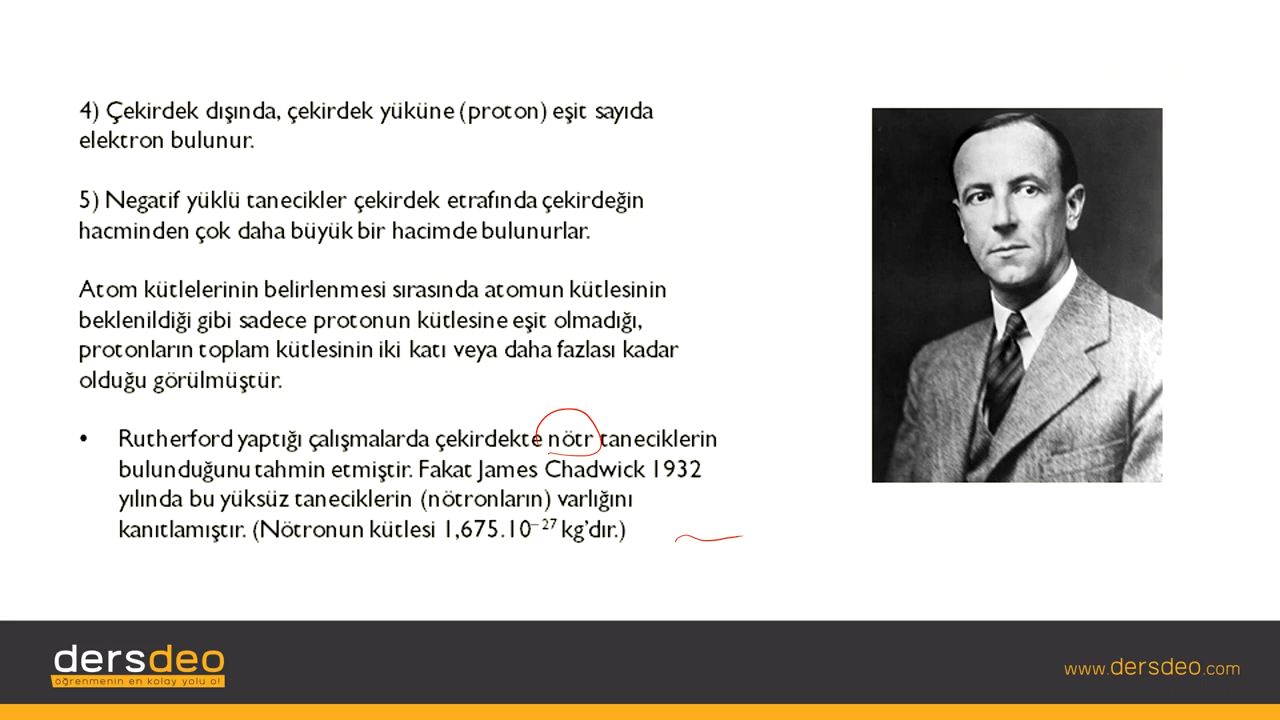 4) Çekirdek dışında, çekirdek yüküne (proton) eşit sayıda
elektron bulunur.
5) Negatif yüklü tanecikler çekirdek etrafında çekirdeğin
hacminden çok daha büyük bir hacimde bulunurlar.
Atom kütlelerinin belirlenmesi sırasında atomun kütlesinin
beklenildiği gibi sadece protonun kütlesine eşit olmadığı,
protonların toplam kütlesinin iki katı veya daha fazlası kadar
olduğu görülmüştür.
• Rutherford yaptığı çalışmalarda çekirdekte nötr taneciklerin
bulunduğunu tahmin etmiştir. Fakat James Chadwick 1932
yılında bu yüksüz taneciklerin (nötronların) varlığını
kanıtlamıştır. (Nötronun kütlesi 1,675.10⁻²⁷ kg’dır.)
dersdeo
öğrenmenin en kolay yolu o!
www.dersdeo.com